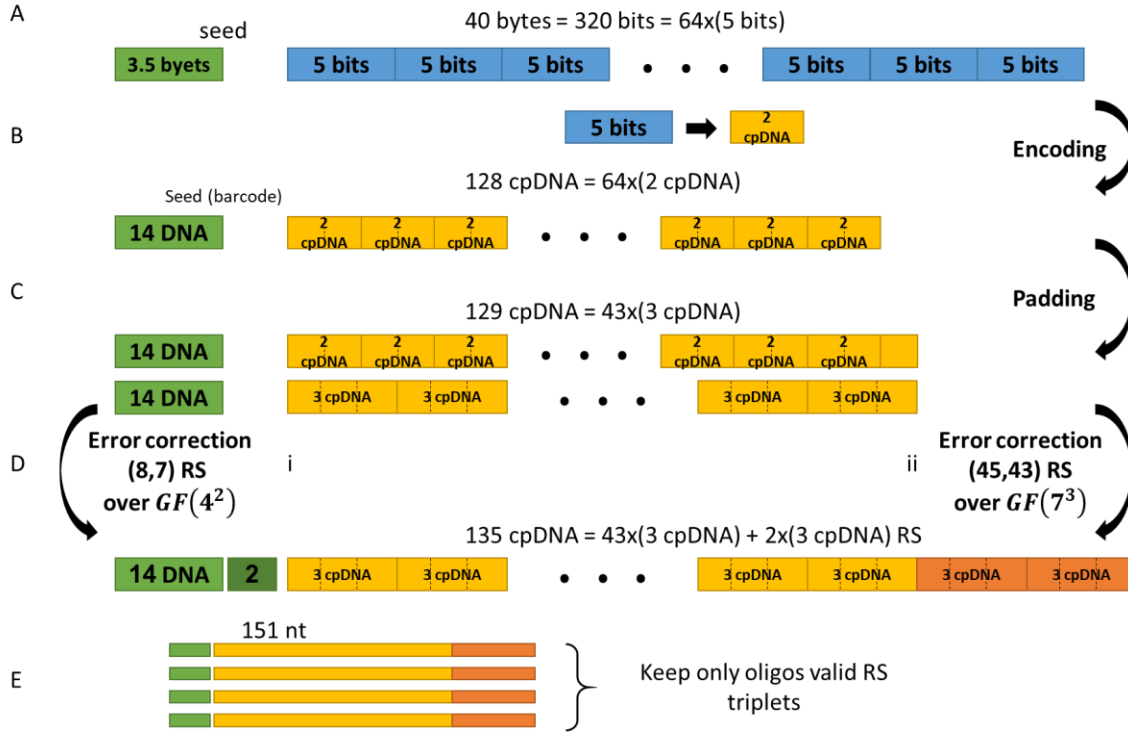 A
seed
40 bytes = 320 bits = 64x(5 bits)
3.5 byets
5 bits 5 bits 5 bits • • • 5 bits 5 bits 5 bits
B
5 bits
2
cpDNA
Encoding
128 cpDNA = 64x(2 cpDNA)
Seed (barcode)
14 DNA
2 2 2 2 2 2
cpDNA cpDNA cpDNA • • • cpDNA cpDNA cpDNA
C
Padding
129 cpDNA = 43x(3 cpDNA)
14 DNA
2 2 2 2 2 2
cpDNA cpDNA cpDNA • • • cpDNA cpDNA cpDNA
14 DNA 3 cpDNA 3 cpDNA • • • 3 cpDNA 3 cpDNA
D
Error correction
(8,7) RS
over GF(4²)
i
ii
Error correction
(45,43) RS
over GF(7³)
135 cpDNA = 43x(3 cpDNA) + 2x(3 cpDNA) RS
14 DNA 2 3 cpDNA 3 cpDNA • • • 3 cpDNA 3 cpDNA 3 cpDNA 3 cpDNA
151 nt
E
Keep only oligos valid RS
triplets